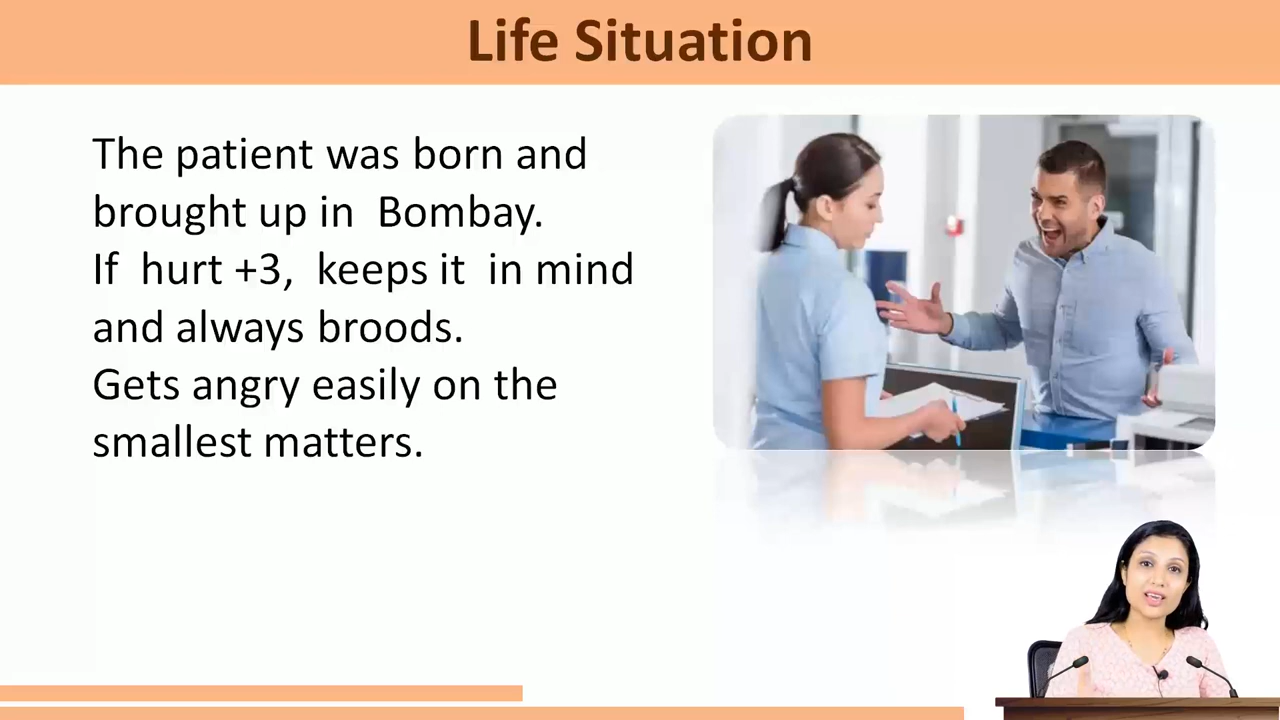 Life Situation
The patient was born and
brought up in Bombay.
If hurt +3, keeps it in mind
and always broods.
Gets angry easily on the
smallest matters.